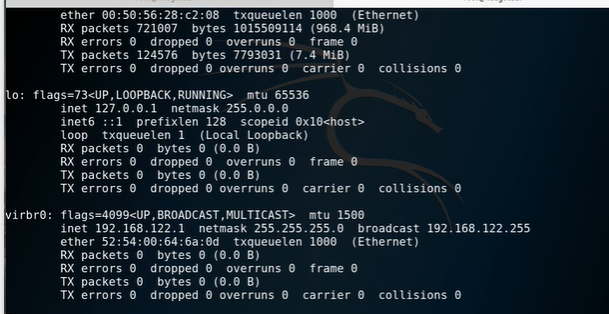 ether 00:50:56:28:c2:08  txqueuelen 1000  (Ethernet)
RX packets 721007  bytes 1015509114 (968.4 MiB)
RX errors 0  dropped 0  overruns 0  frame 0
TX packets 124576  bytes 7793031 (7.4 MiB)
TX errors 0  dropped 0 overruns 0  carrier 0  collisions 0
lo: flags=73<UP,LOOPBACK,RUNNING>  mtu 65536
inet 127.0.0.1  netmask 255.0.0.0
inet6 ::1  prefixlen 128  scopeid 0x10<host>
loop  txqueuelen 1  (Local Loopback)
RX packets 0  bytes 0 (0.0 B)
RX errors 0  dropped 0  overruns 0  frame 0
TX packets 0  bytes 0 (0.0 B)
TX errors 0  dropped 0 overruns 0  carrier 0  collisions 0
virbr0: flags=4099<UP,BROADCAST,MULTICAST>  mtu 1500
inet 192.168.122.1  netmask 255.255.255.0  broadcast 192.168.122.255
ether 52:54:00:64:6a:0d  txqueuelen 1000  (Ethernet)
RX packets 0  bytes 0 (0.0 B)
RX errors 0  dropped 0  overruns 0  frame 0
TX packets 0  bytes 0 (0.0 B)
TX errors 0  dropped 0 overruns 0  carrier 0  collisions 0